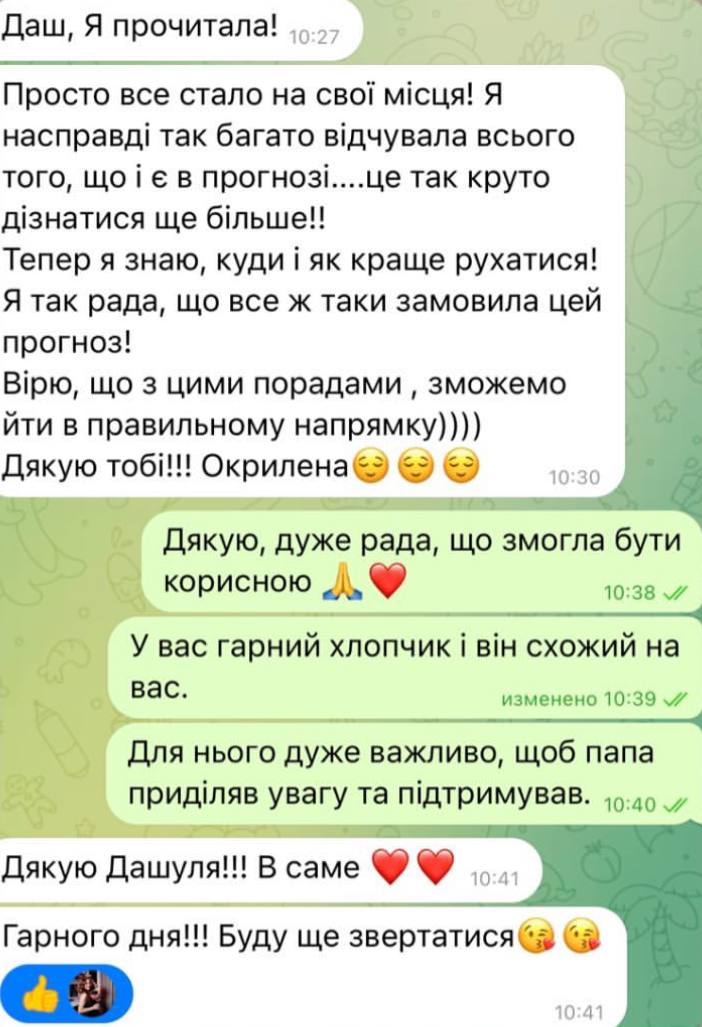 Даш, Я прочитала! 10:27
Просто все стало на свої місця! Я
насправді так багато відчувала всього
того, що і є в прогнозі....це так круто
дізнатися ще більше!!
Тепер я знаю, куди і як краще рухатися!
Я так рада, що все ж таки замовила цей
прогноз!
Вірю, що з цими порадами , зможемо
йти в правильному напрямку))))
Дякую тобі!!! Окрилена😌😌😌 10:30
Дякую, дуже рада, що змогла бути
корисною 🙏❤️ 10:38
У вас гарний хлопчик і він схожий на
вас. изменено 10:39
Для нього дуже важливо, щоб папа
приділяв увагу та підтримував. 10:40
Дякую Дашуля!!! В саме ❤️❤️ 10:41
Гарного дня!!! Буду ще звертатися😘😘
10:41